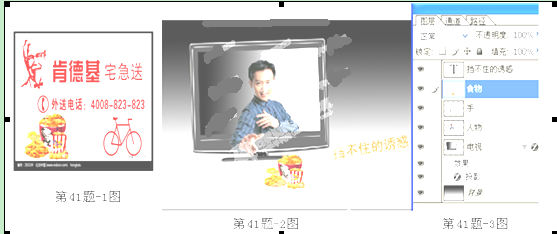 肯德基 宅急送
外送电话：4008-823-823
第41题-1图
挡不住的诱惑
第41题-2图
图层 通道 路径
正常 不透明度: 100%
锁定: 填充: 100%
T 挡不住的诱惑
食物
手
人物
电视
效果
投影
背景
第41题-3图